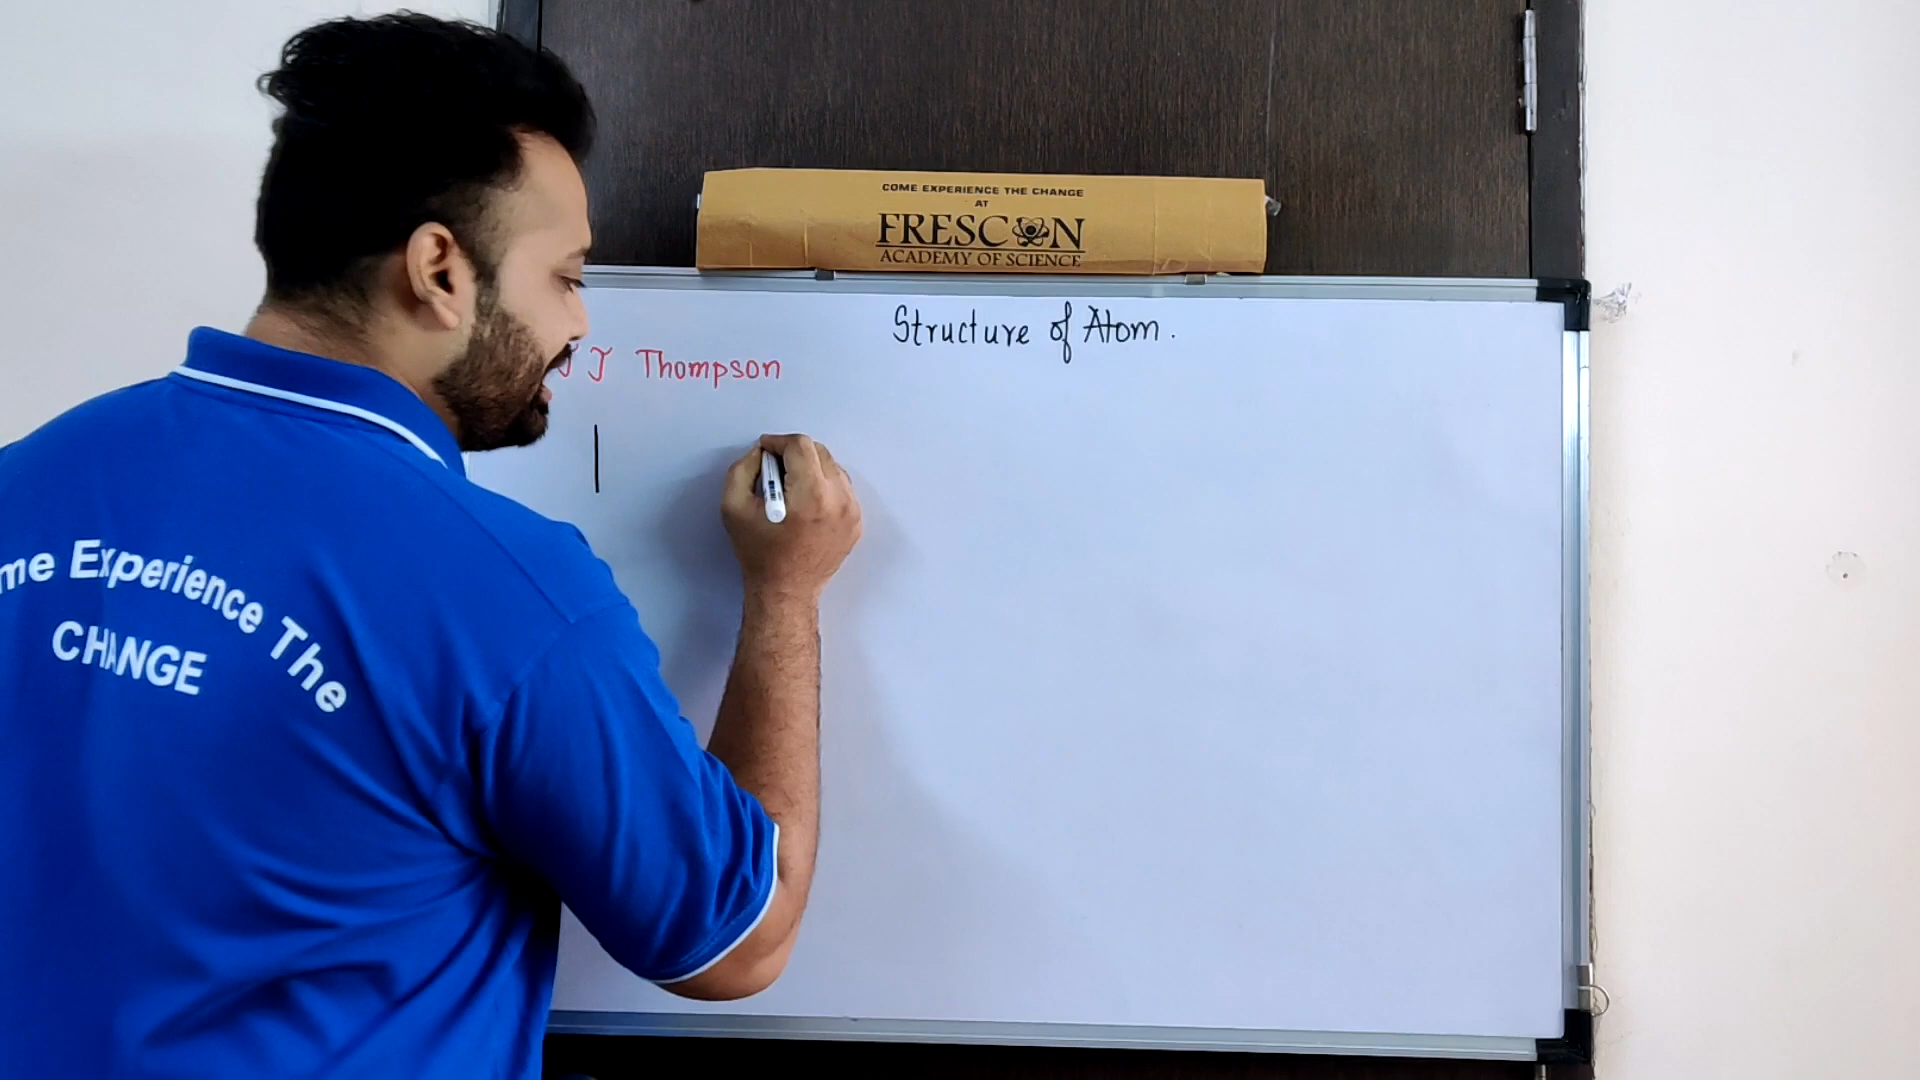 COME EXPERIENCE THE CHANGE
AT
FRESCON
ACADEMY OF SCIENCE
Structure of Atom.
J J Thompson
me Experience The
CHANGE